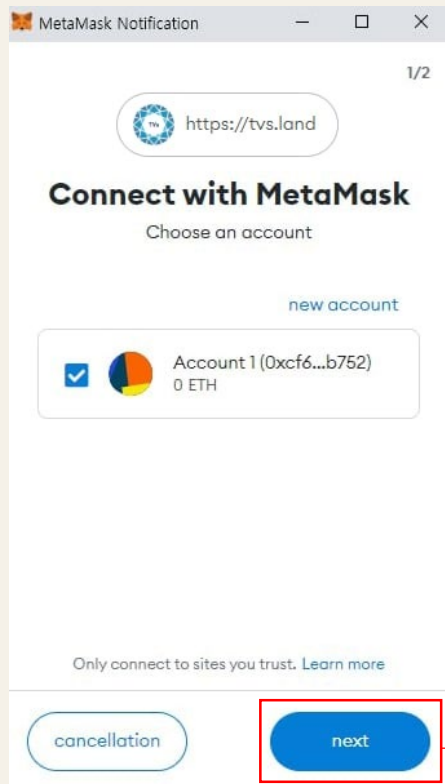 MetaMask Notification
1/2
TVs
https://tvs.land
Connect with MetaMask
Choose an account
new account
Account 1 (0xcf6...b752)
0 ETH
Only connect to sites you trust. Learn more
cancellation
next